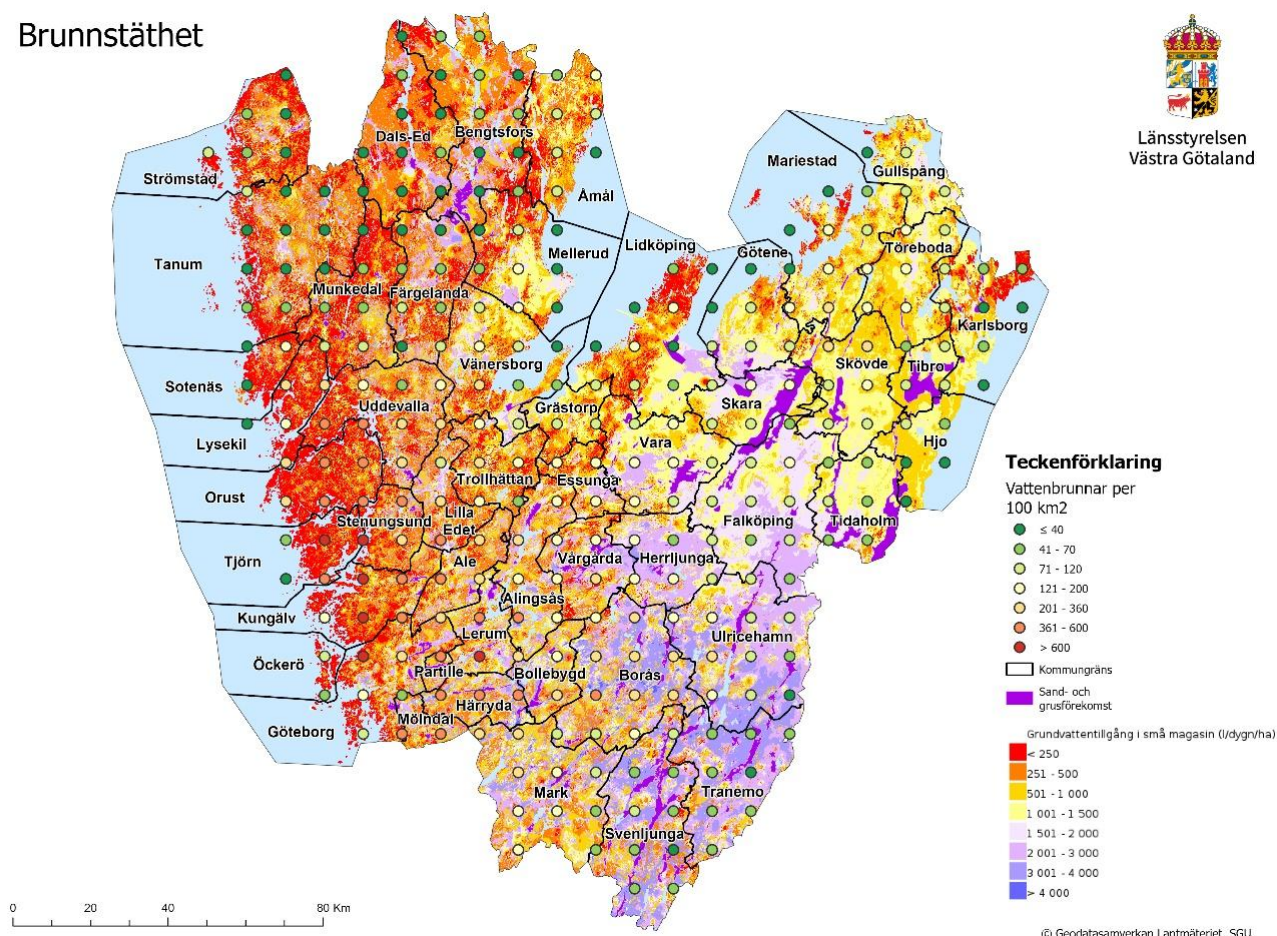 Brunnstäthet
Länsstyrelsen
Västra Götaland
Dals-Ed
Bengtsfors
Strömstad
Åmål
Mariestad
Gullspång
Tanum
Mellerud
Lidköping
Götene
Töreboda
Munkedal
Färgelanda
Karlsborg
Vänersborg
Skövde
Tibro
Sotenäs
Uddevalla
Grästorp
Skara
Lysekil
Vara
Hjo
Orust
Trollhättan
Essunga
Stenungsund
Lilla
Edet
Falköping
Tidaholm
Tjörn
Ale
Vårgårda
Herrljunga
Alingsås
Kungälv
Lerum
Ulricehamn
Öckerö
Partille
Bollebygd
Borås
Härryda
Mölndal
Göteborg
Mark
Tranemo
Svenljunga
Teckenförklaring
Vattenbrunnar per
100 km2
≤ 40
41 - 70
71 - 120
121 - 200
201 - 360
361 - 600
> 600
Kommungräns
Sand- och
grusförekomst
Grundvattentillgång i små magasin (l/dygn/ha)
< 250
251 - 500
501 - 1 000
1 001 - 1 500
1 501 - 2 000
2 001 - 3 000
3 001 - 4 000
> 4 000
0 20 40 80 Km
© Geodatasamverkan Lantmäteriet, SGU